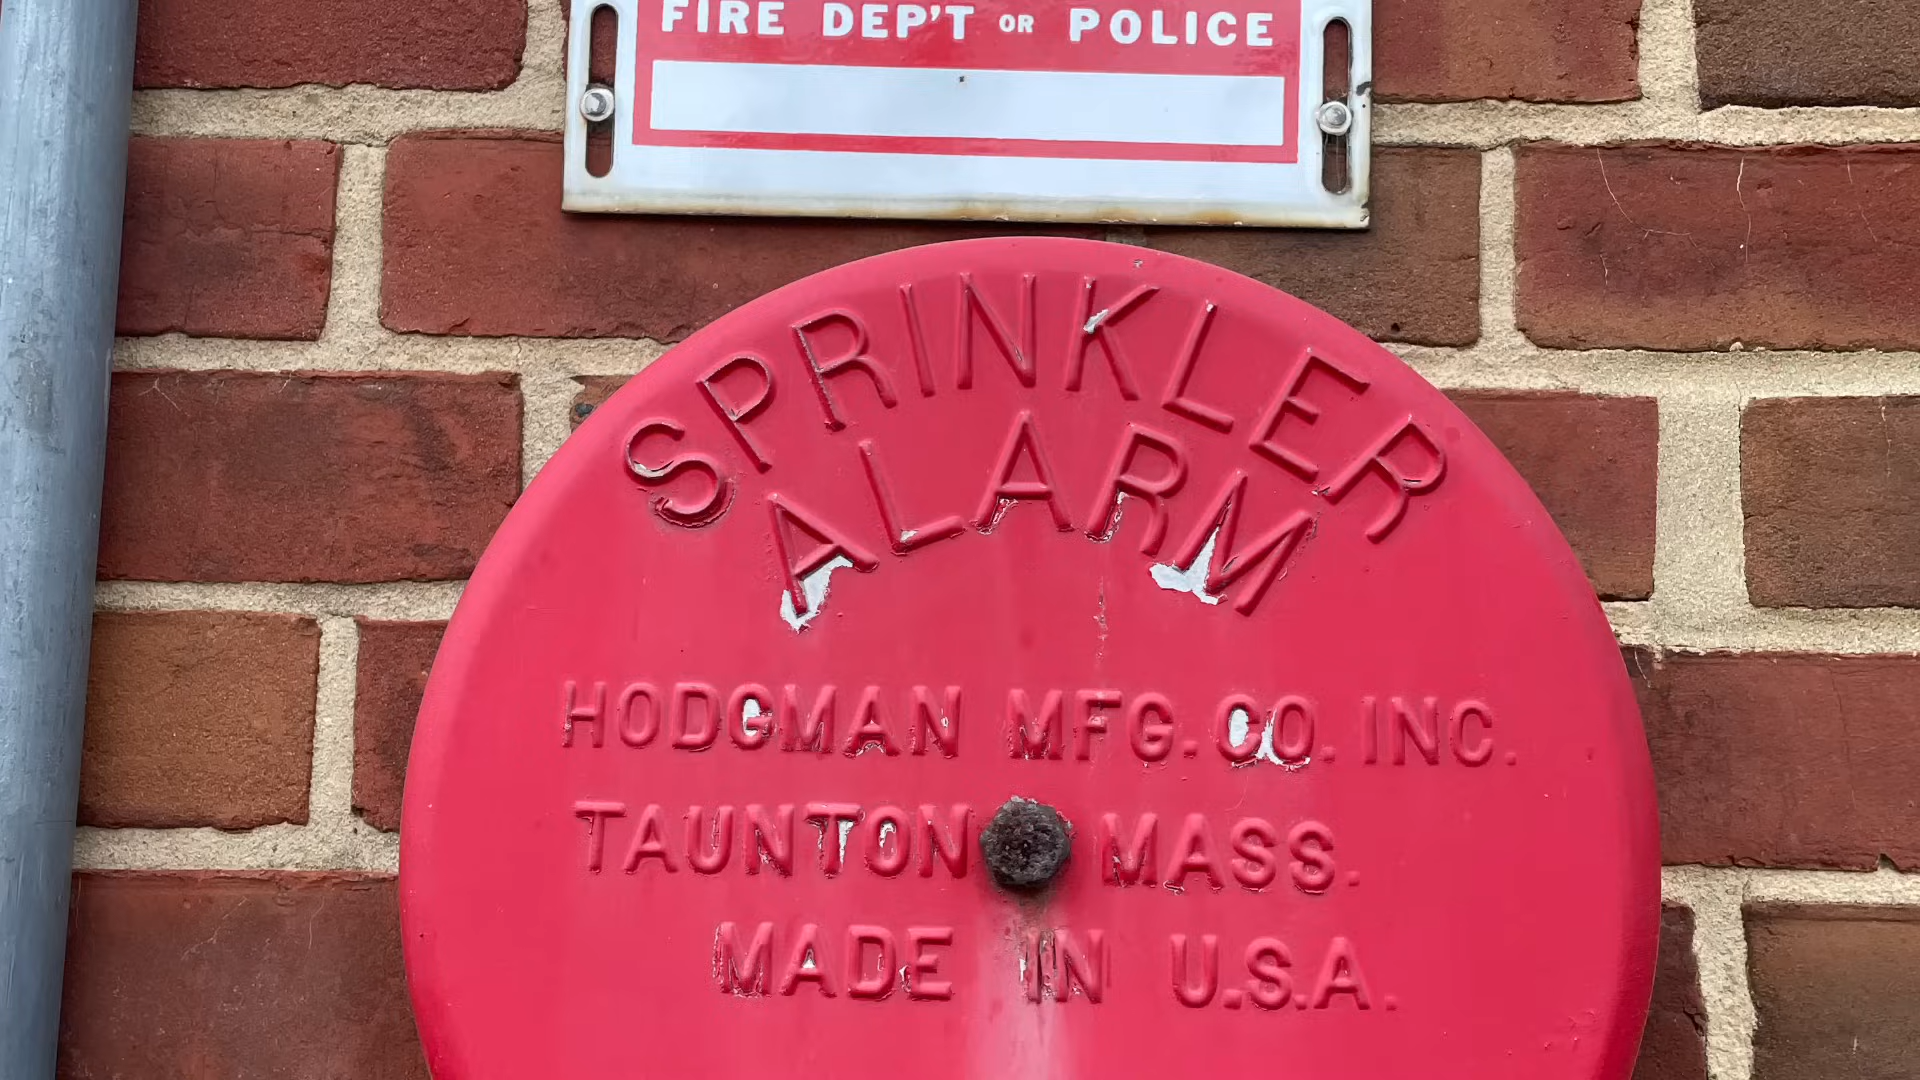 FIRE DEP'T OR POLICE
SPRINKLER
ALARM
HODGMAN MFG. CO. INC.
TAUNTON MASS.
MADE IN U.S.A.